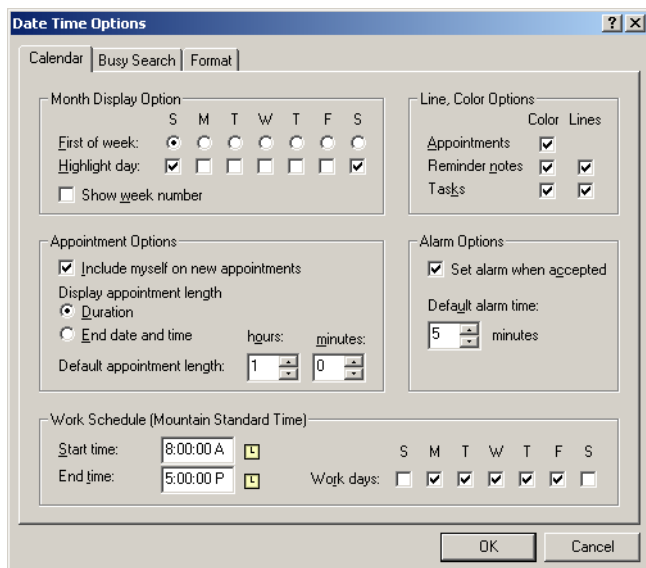 Date Time Options
Calendar Busy Search Format
Month Display Option
S M T W T F S
First of week:
Highlight day:
Show week number
Line, Color Options
Color Lines
Appointments
Reminder notes
Tasks
Appointment Options
Include myself on new appointments
Display appointment length
Duration
End date and time
hours: minutes:
Default appointment length: 1 0
Alarm Options
Set alarm when accepted
Default alarm time:
5 minutes
Work Schedule (Mountain Standard Time)
Start time: 8:00:00 A
End time: 5:00:00 P
S M T W T F S
Work days:
OK Cancel